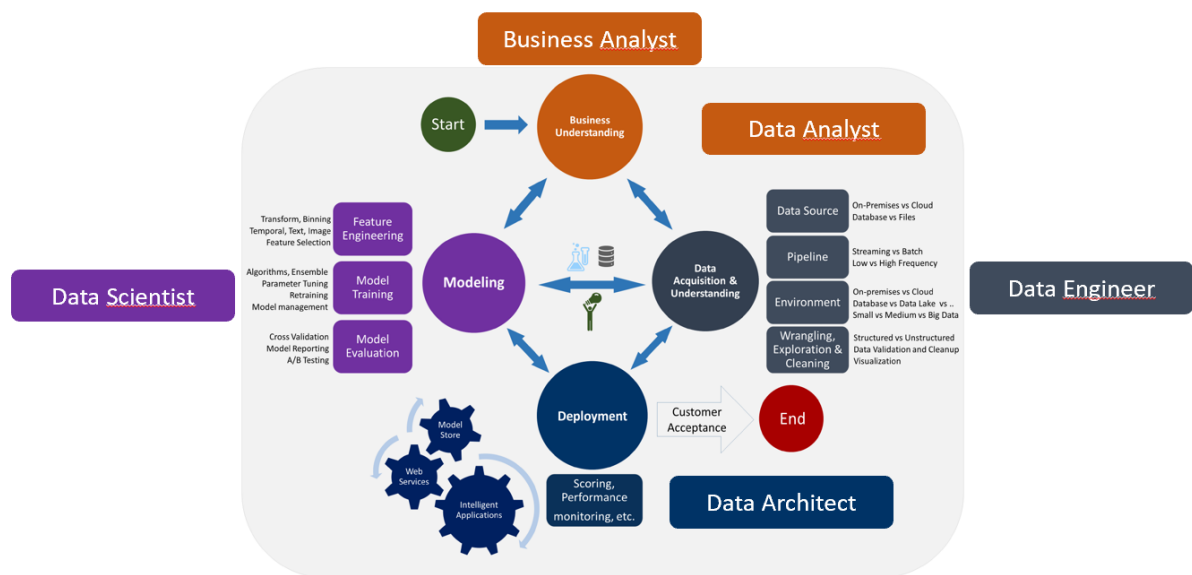 Business Analyst
Start
Business
Understanding
Data Analyst
Transform, Binning
Temporal, Text, Image
Feature Selection
Feature
Engineering
Algorithms, Ensemble
Parameter Tuning
Retraining
Model management
Model
Training
Cross Validation
Model Reporting
A/B Testing
Model
Evaluation
Data Scientist
Modeling
Data
Acquisition &
Understanding
Data Source
On-Premises vs Cloud
Database vs Files
Pipeline
Streaming vs Batch
Low vs High Frequency
Environment
On-premises vs Cloud
Database vs Data Lake vs ..
Small vs Medium vs Big Data
Wrangling,
Exploration &
Cleaning
Structured vs Unstructured
Data Validation and Cleanup
Visualization
Data Engineer
Deployment
Customer
Acceptance
End
Model
Store
Web
Services
Intelligent
Applications
Scoring,
Performance
monitoring, etc.
Data Architect